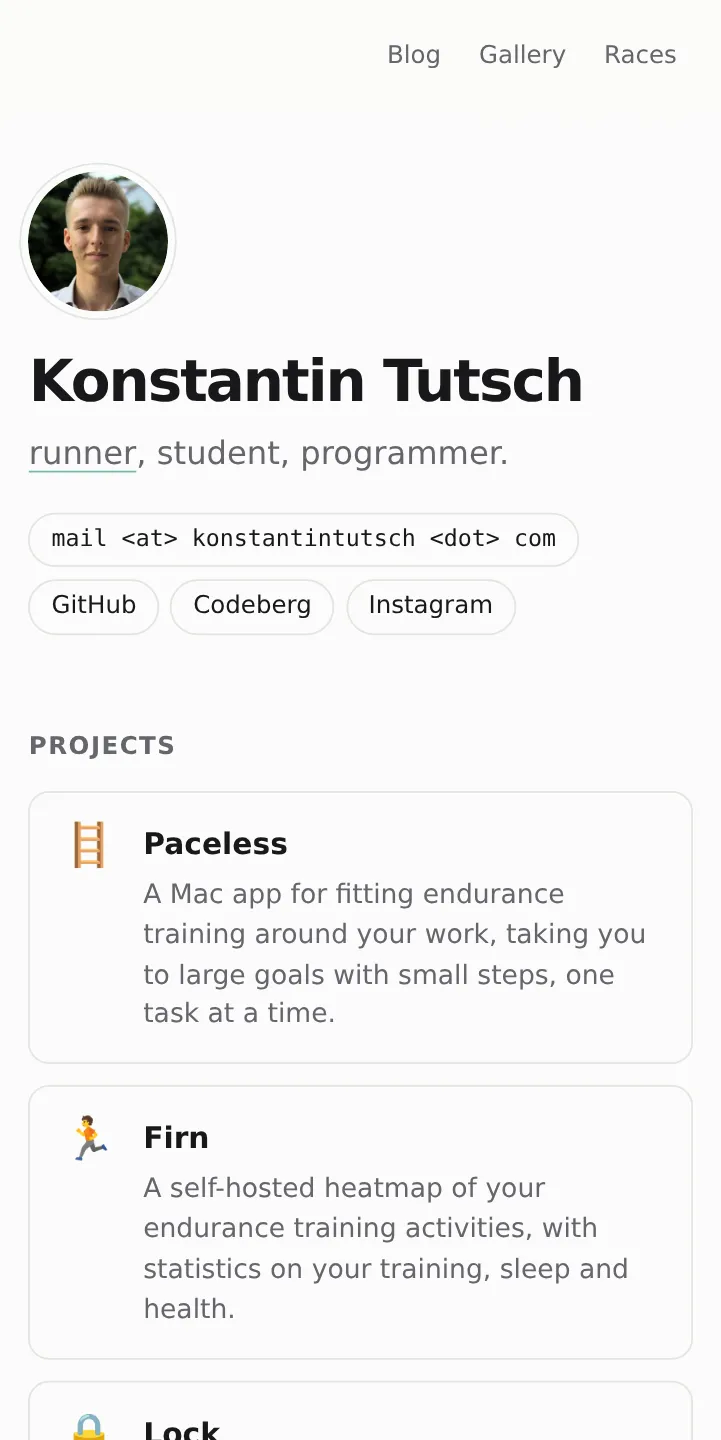 Blog Gallery Races
Konstantin Tutsch
runner, student, programmer.
mail <at> konstantintutsch <dot> com
GitHub Codeberg Instagram
PROJECTS
Paceless
A Mac app for fitting endurance
training around your work, taking you
to large goals with small steps, one
task at a time.
Firn
A self-hosted heatmap of your
endurance training activities, with
statistics on your training, sleep and
health.
Lock